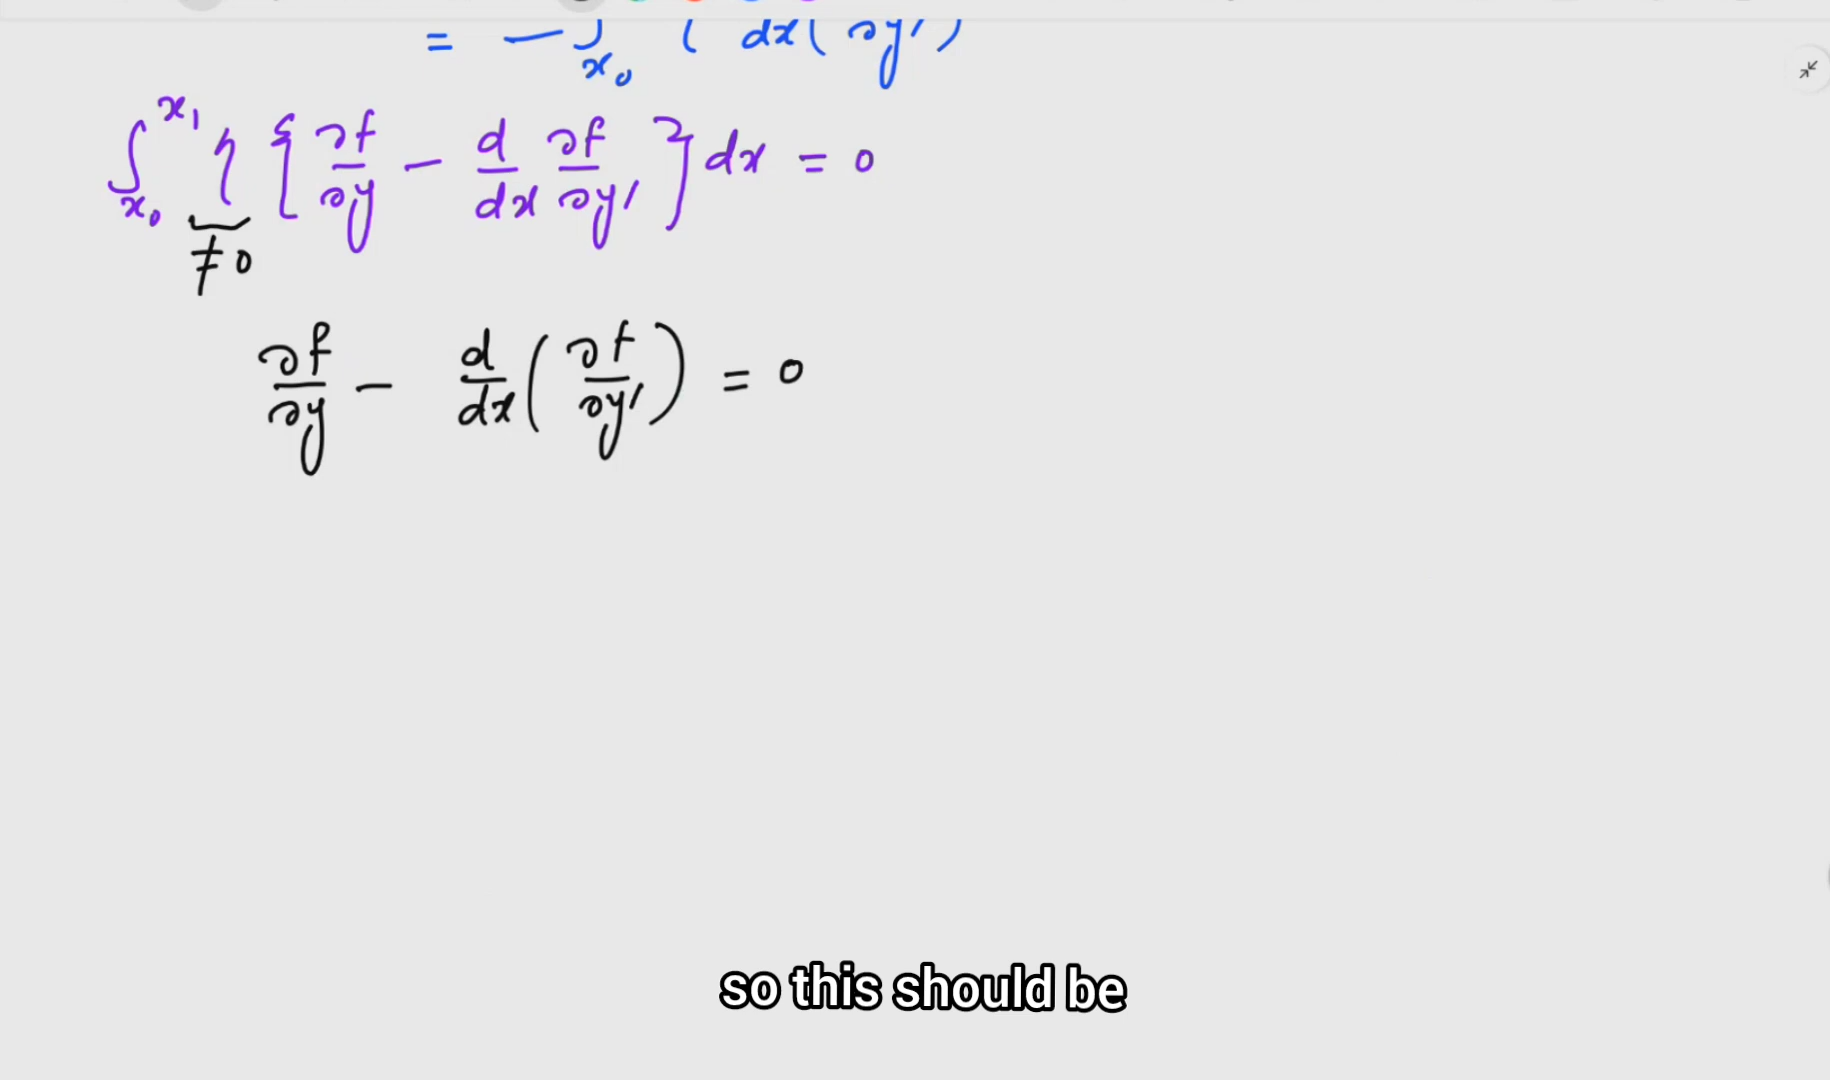 = − ∫x₀ ( dx( ∂y′ )
∫x₀^x₁ η { ∂f/∂y − d/dx ∂f/∂y′ } dx = 0
≠ 0
∂f/∂y − d/dx ( ∂f/∂y′ ) = 0
so this should be